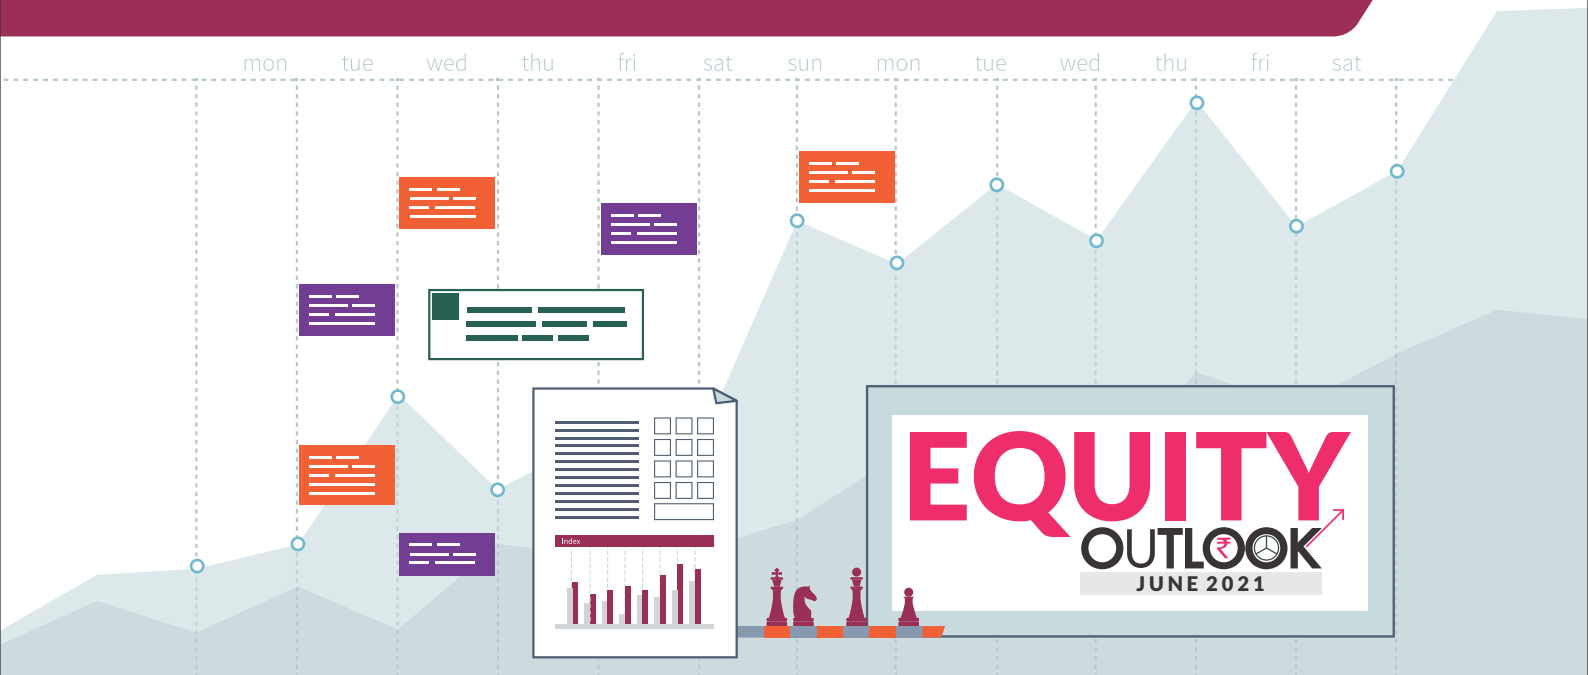 mon tue wed thu fri sat sun mon tue wed thu fri sat
Index
EQUITY
OUTLOOK
JUNE 2021